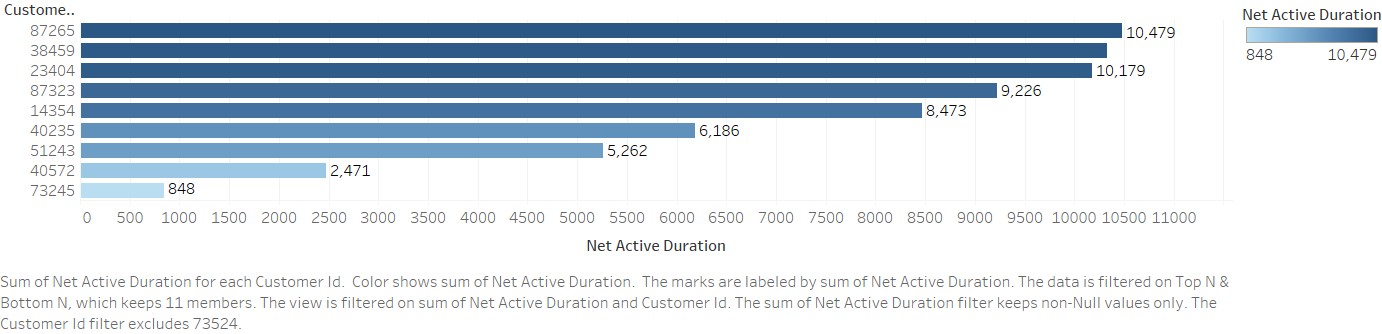 Custome..
Net Active Duration
848 10,479
87265 10,479
38459
23404 10,179
87323 9,226
14354 8,473
40235 6,186
51243 5,262
40572 2,471
73245 848
0 500 1000 1500 2000 2500 3000 3500 4000 4500 5000 5500 6000 6500 7000 7500 8000 8500 9000 9500 10000 10500 11000
Net Active Duration
Sum of Net Active Duration for each Customer Id. Color shows sum of Net Active Duration. The marks are labeled by sum of Net Active Duration. The data is filtered on Top N &
Bottom N, which keeps 11 members. The view is filtered on sum of Net Active Duration and Customer Id. The sum of Net Active Duration filter keeps non-Null values only. The
Customer Id filter excludes 73524.